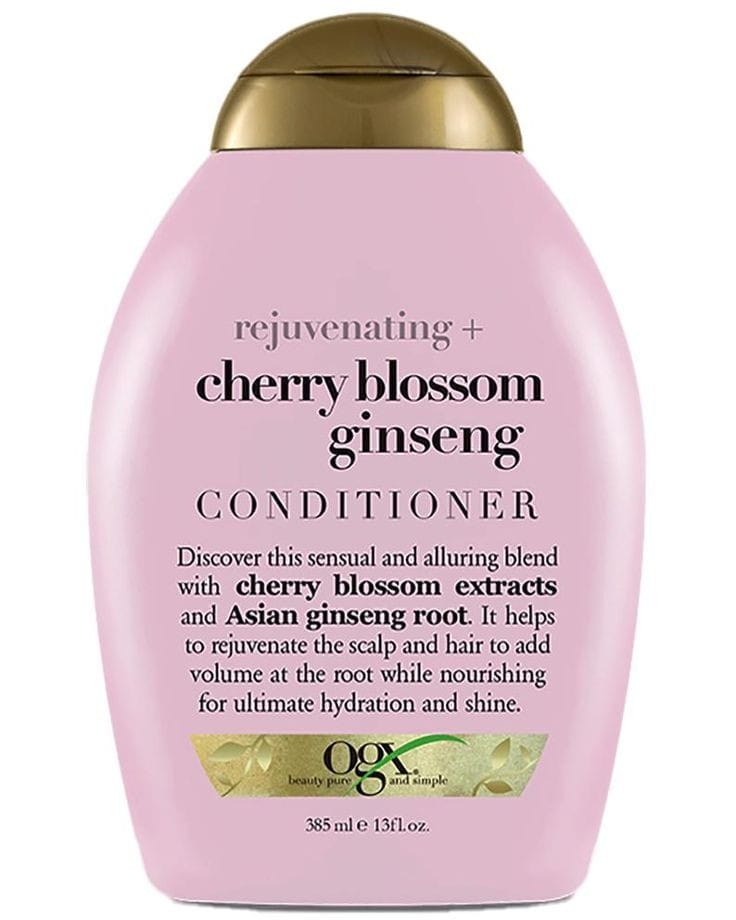 rejuvenating +
cherry blossom
ginseng
CONDITIONER
Discover this sensual and alluring blend
with cherry blossom extracts
and Asian ginseng root. It helps
to rejuvenate the scalp and hair to add
volume at the root while nourishing
for ultimate hydration and shine.
ogx®
beauty pure and simple
385 ml e 13fl.oz.